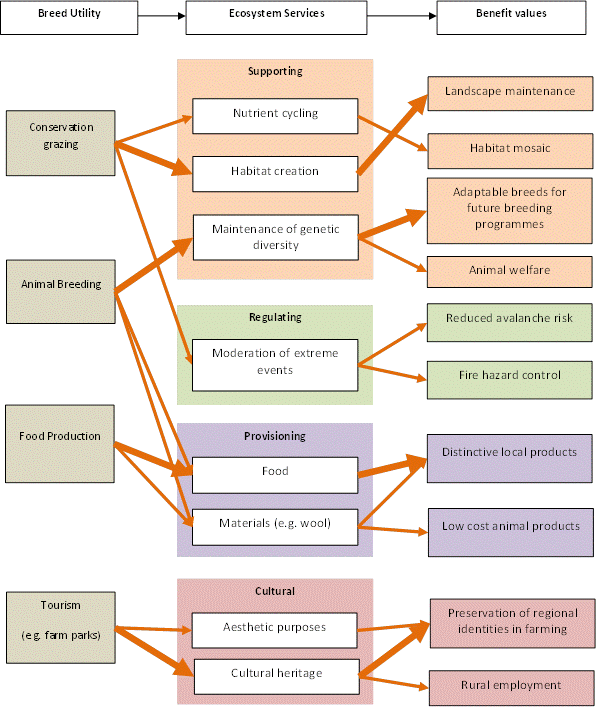 Breed Utility
Ecosystem Services
Benefit values
Supporting
Conservation
grazing
Nutrient cycling
Habitat creation
Maintenance of genetic
diversity
Landscape maintenance
Habitat mosaic
Adaptable breeds for
future breeding
programmes
Animal welfare
Animal Breeding
Regulating
Moderation of extreme
events
Reduced avalanche risk
Fire hazard control
Food Production
Provisioning
Food
Materials (e.g. wool)
Distinctive local products
Low cost animal products
Tourism
(e.g. farm parks)
Cultural
Aesthetic purposes
Cultural heritage
Preservation of regional
identities in farming
Rural employment